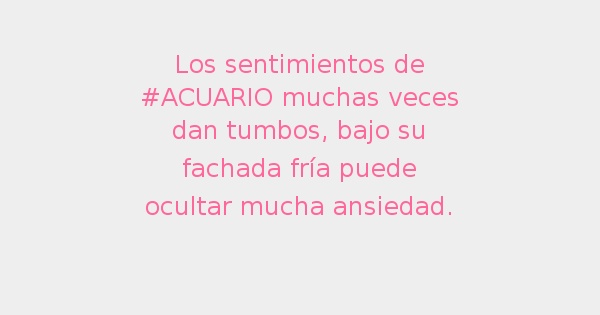 Los sentimientos de
#ACUARIO muchas veces
dan tumbos, bajo su
fachada fría puede
ocultar mucha ansiedad.